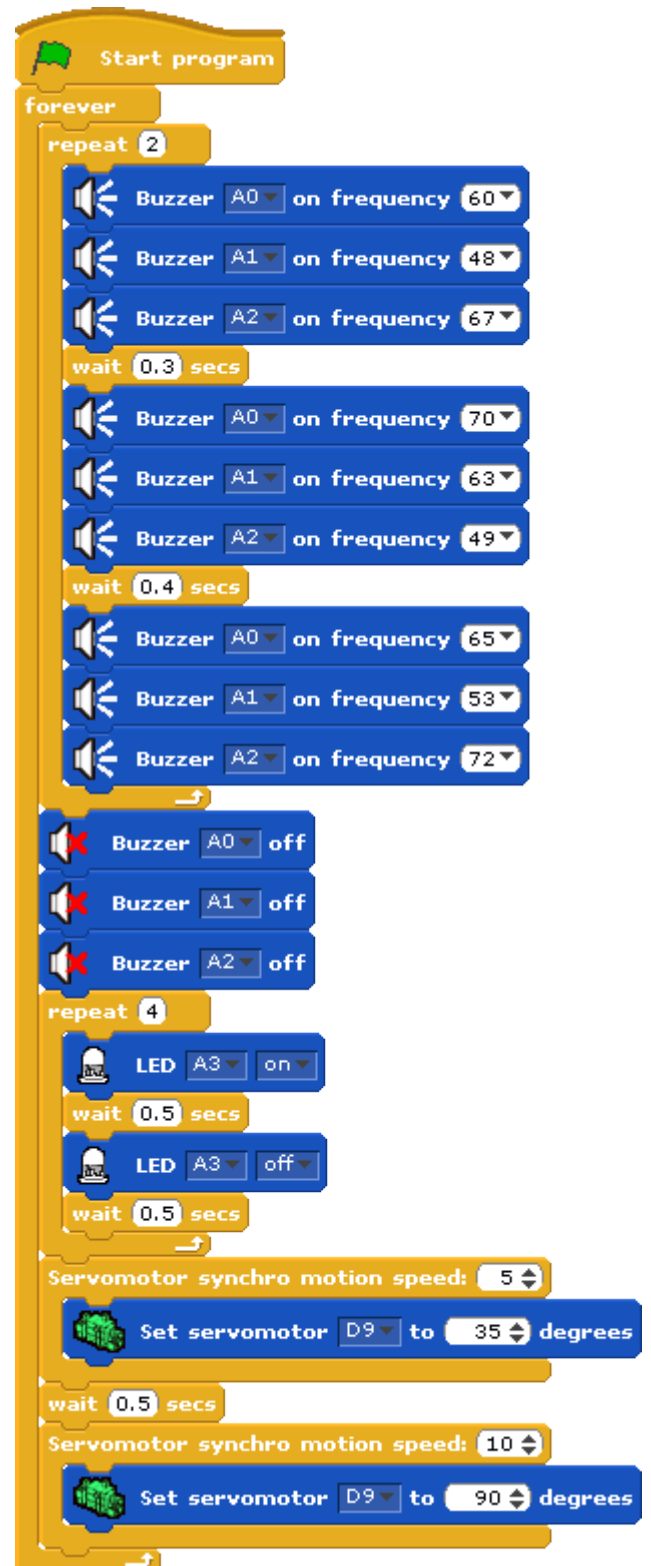 Start program
forever
repeat 2
Buzzer A0 on frequency 60
Buzzer A1 on frequency 48
Buzzer A2 on frequency 67
wait 0.3 secs
Buzzer A0 on frequency 70
Buzzer A1 on frequency 63
Buzzer A2 on frequency 49
wait 0.4 secs
Buzzer A0 on frequency 65
Buzzer A1 on frequency 53
Buzzer A2 on frequency 72
Buzzer A0 off
Buzzer A1 off
Buzzer A2 off
repeat 4
LED A3 on
wait 0.5 secs
LED A3 off
wait 0.5 secs
Servomotor synchro motion speed: 5
Set servomotor D9 to 35 degrees
wait 0.5 secs
Servomotor synchro motion speed: 10
Set servomotor D9 to 90 degrees